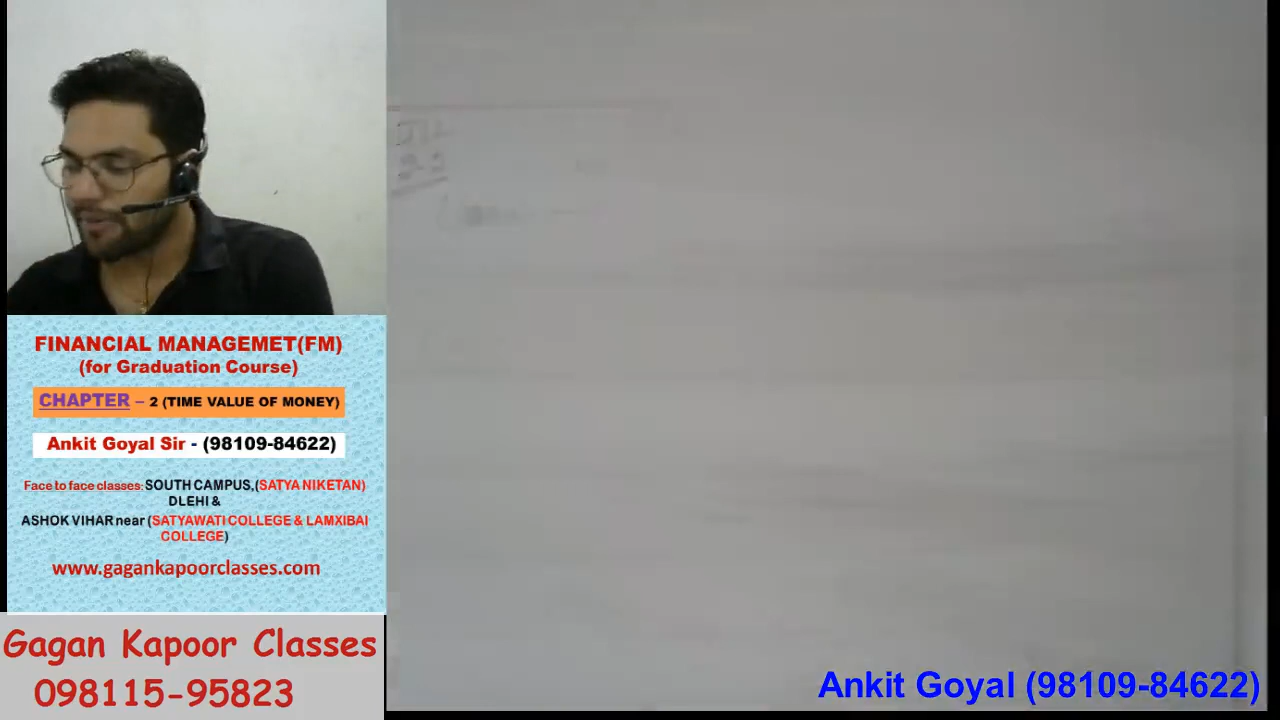 FINANCIAL MANAGEMET(FM)
(for Graduation Course)
CHAPTER – 2 (TIME VALUE OF MONEY)
Ankit Goyal Sir - (98109-84622)
Face to face classes: SOUTH CAMPUS,(SATYA NIKETAN)
DLEHI &
ASHOK VIHAR near (SATYAWATI COLLEGE & LAMXIBAI
COLLEGE)
www.gagankapoorclasses.com
Gagan Kapoor Classes
098115-95823
Ankit Goyal (98109-84622)